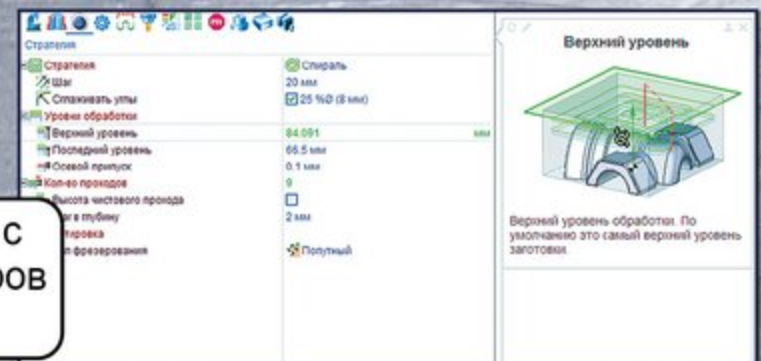 Стратегия
Стратегия Спираль
Шаг 20 мм
Сглаживать углы 25 %Ø (8 мм)
Уровни обработки
Верхний уровень 84.091 мм
Последний уровень 66.5 мм
Осевой припуск 0.1 мм
Кол-во проходов 9
Высота чистового прохода
в глубину 2 мм
фрезерования Попутный
с
Верхний уровень
Верхний уровень обработки. По
умолчанию это самый верхний уровень
заготовки.